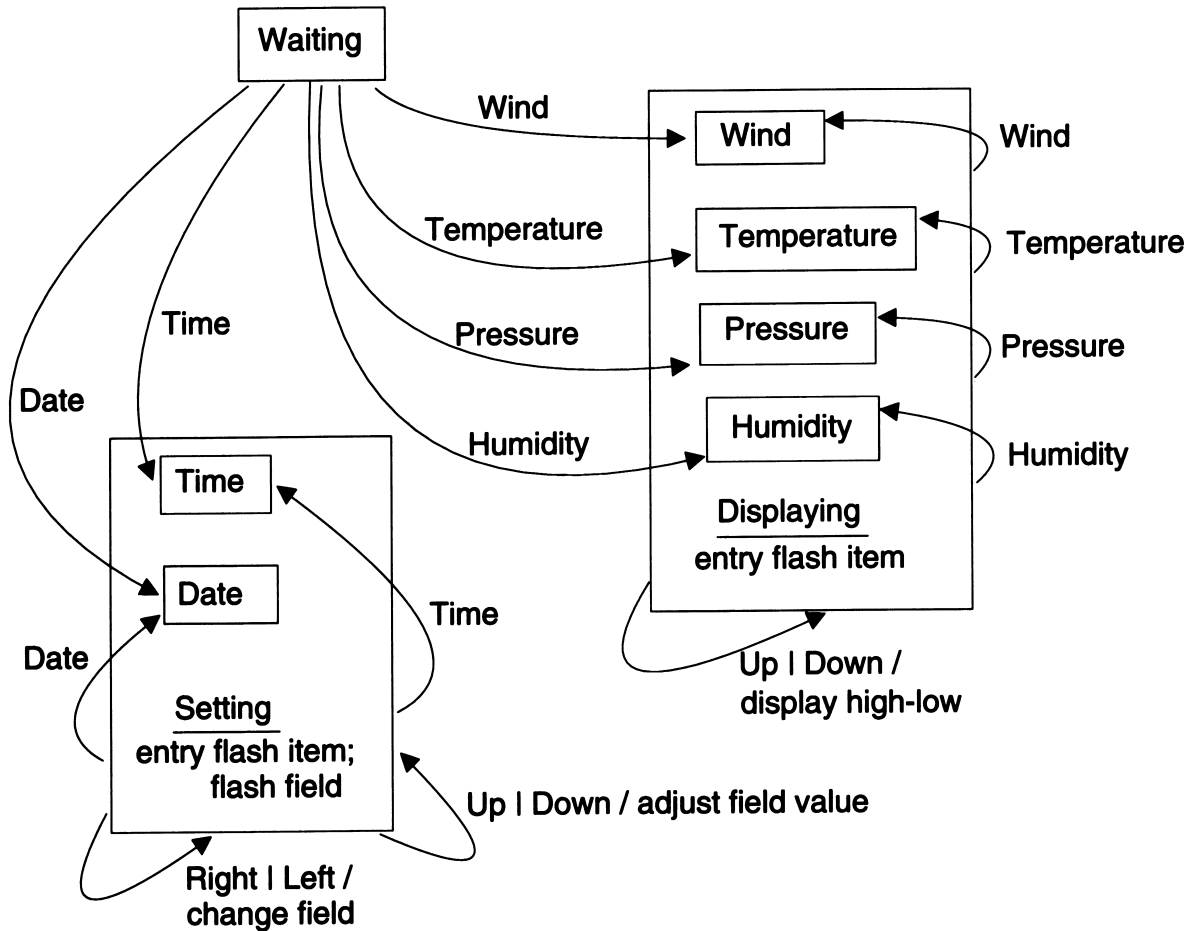 Waiting
Wind
Wind
Wind
Temperature
Temperature
Temperature
Time
Pressure
Pressure
Pressure
Date
Humidity
Humidity
Humidity
Time
Displaying
entry flash item
Date
Time
Date
Up | Down /
display high-low
Setting
entry flash item;
flash field
Up | Down / adjust field value
Right | Left /
change field